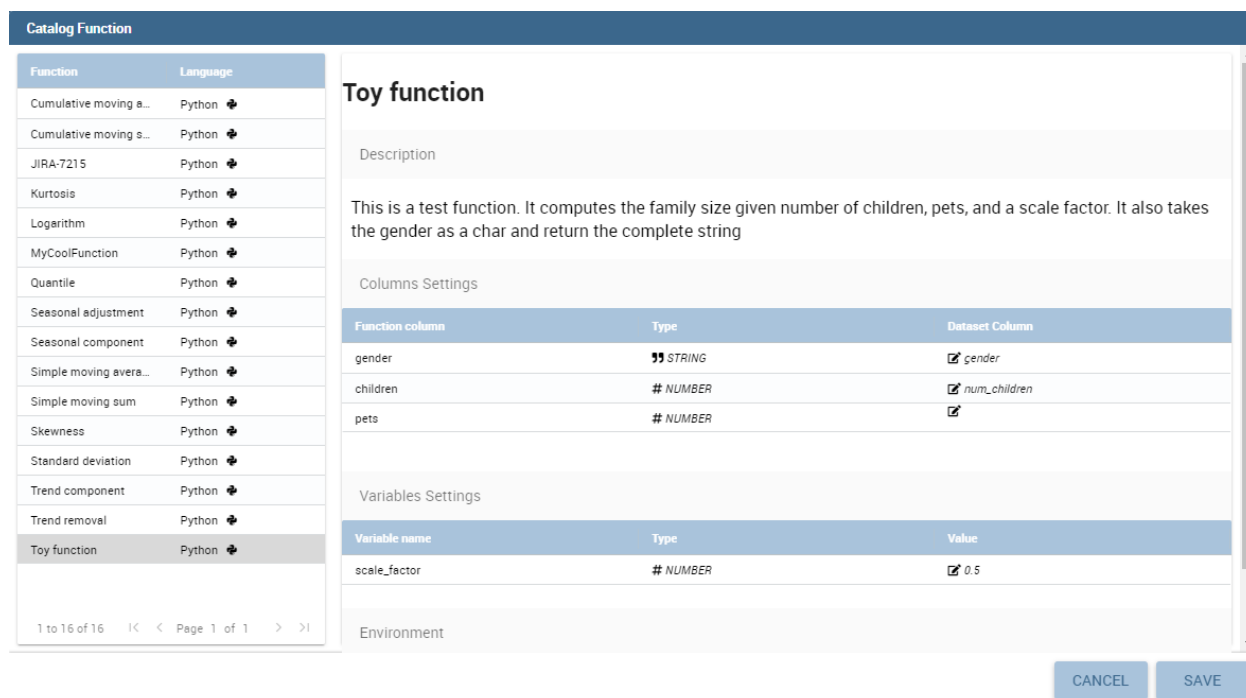 Catalog Function
Function Language
Cumulative moving a... Python
Cumulative moving s... Python
JIRA-7215 Python
Kurtosis Python
Logarithm Python
MyCoolFunction Python
Quantile Python
Seasonal adjustment Python
Seasonal component Python
Simple moving avera... Python
Simple moving sum Python
Skewness Python
Standard deviation Python
Trend component Python
Trend removal Python
Toy function Python
1 to 16 of 16 Page 1 of 1
Toy function
Description
This is a test function. It computes the family size given number of children, pets, and a scale factor. It also takes
the gender as a char and return the complete string
Columns Settings
Function column Type Dataset Column
gender STRING gender
children # NUMBER num_children
pets # NUMBER
Variables Settings
Variable name Type Value
scale_factor # NUMBER 0.5
Environment
CANCEL SAVE